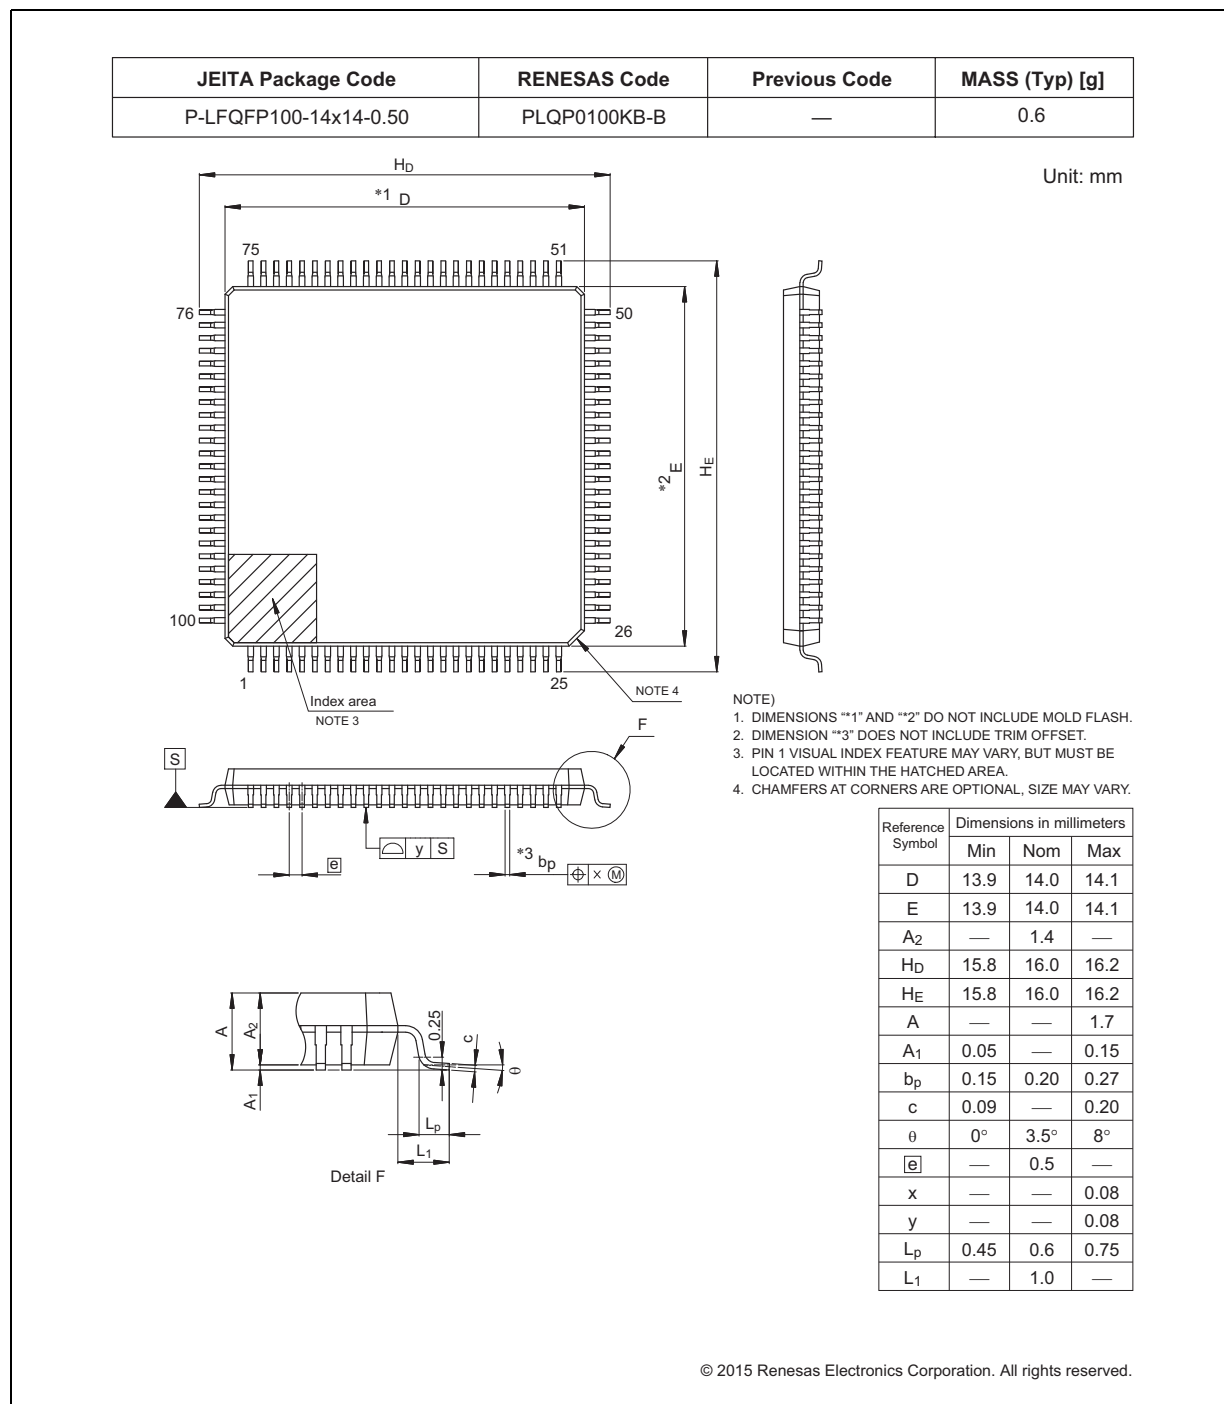 JEITA Package Code RENESAS Code Previous Code MASS (Typ) [g]
P-LFQFP100-14x14-0.50 PLQP0100KB-B — 0.6
Unit: mm
HD
*1 D
75 51
76 50
*2 E
HE
100 26
1 25
Index area
NOTE 3
NOTE 4
F
NOTE)
1. DIMENSIONS “*1” AND “*2” DO NOT INCLUDE MOLD FLASH.
2. DIMENSION “*3” DOES NOT INCLUDE TRIM OFFSET.
3. PIN 1 VISUAL INDEX FEATURE MAY VARY, BUT MUST BE
LOCATED WITHIN THE HATCHED AREA.
4. CHAMFERS AT CORNERS ARE OPTIONAL, SIZE MAY VARY.
S
y S
e
*3 bp
× M
A
A2
A1
0.25
c
θ
Lp
L1
Detail F
Reference Symbol Dimensions in millimeters
Min Nom Max
D 13.9 14.0 14.1
E 13.9 14.0 14.1
A2 — 1.4 —
HD 15.8 16.0 16.2
HE 15.8 16.0 16.2
A — — 1.7
A1 0.05 — 0.15
bp 0.15 0.20 0.27
c 0.09 — 0.20
θ 0° 3.5° 8°
e — 0.5 —
x — — 0.08
y — — 0.08
Lp 0.45 0.6 0.75
L1 — 1.0 —
© 2015 Renesas Electronics Corporation. All rights reserved.